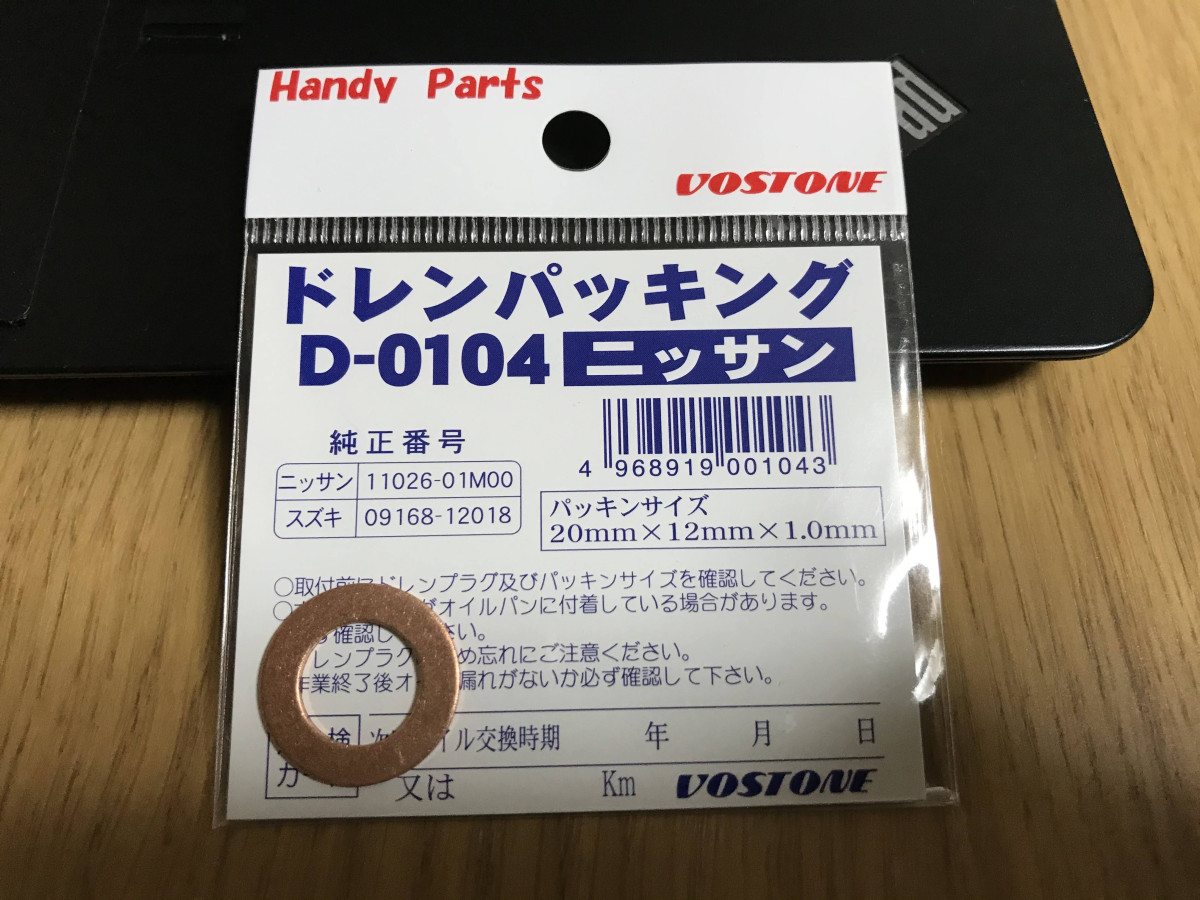 Handy Parts
VOSTONE
ドレンパッキング
D-0104 ニッサン
純正番号
ニッサン 11026-01M00
スズキ 09168-12018
4 968919 001043
パッキンサイズ
20mm×12mm×1.0mm
○取付前にドレンプラグ及びパッキンサイズを確認してください。
○ オイルパンに付着している場合があります。
確認し さい。
レンプラグ め忘れにご注意ください。
作業終了後オ 漏れがないか必ず確認して下さい。
検 次 イル交換時期 年 月 日
カ 又は Km VOSTONE